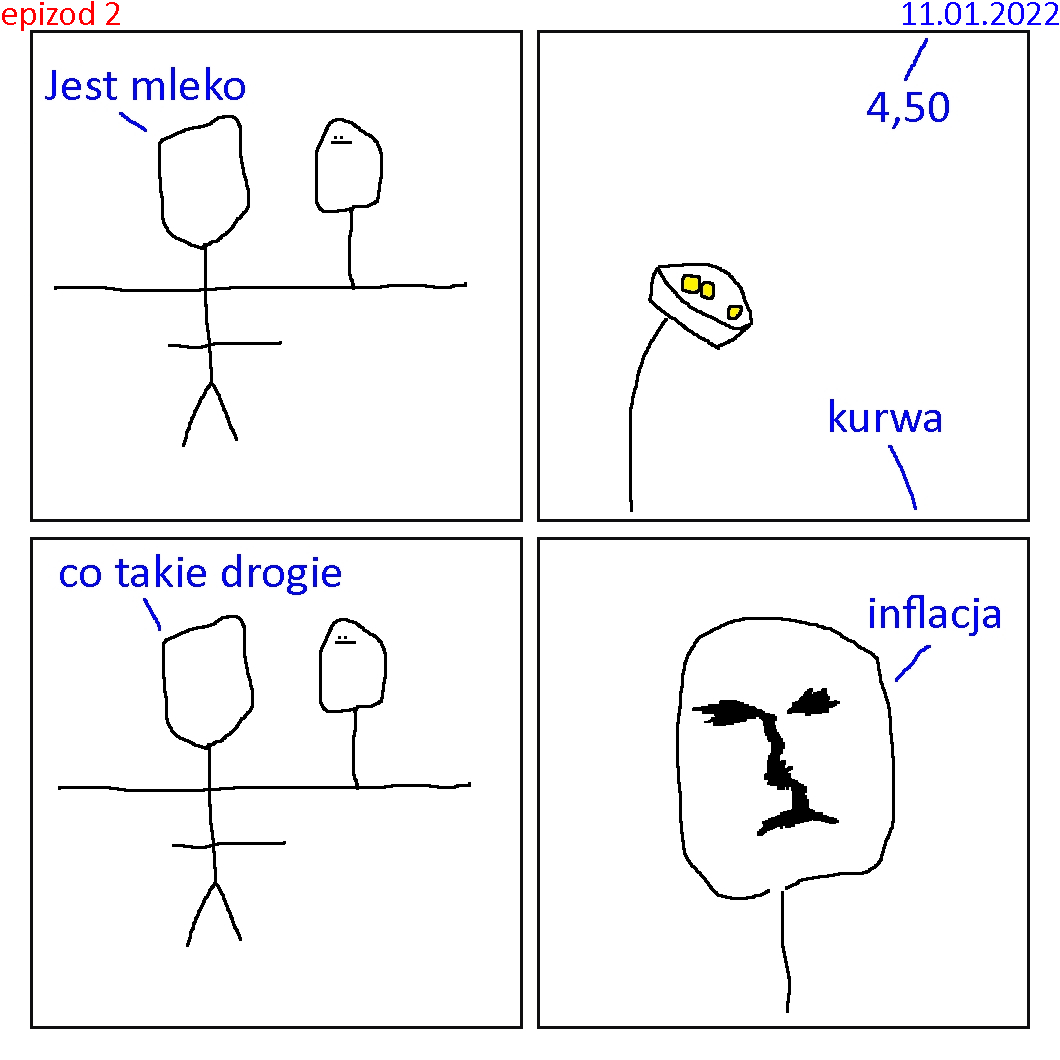 epizod 2
11.01.2022
Jest mleko
4,50
kurwa
co takie drogie
inflacja